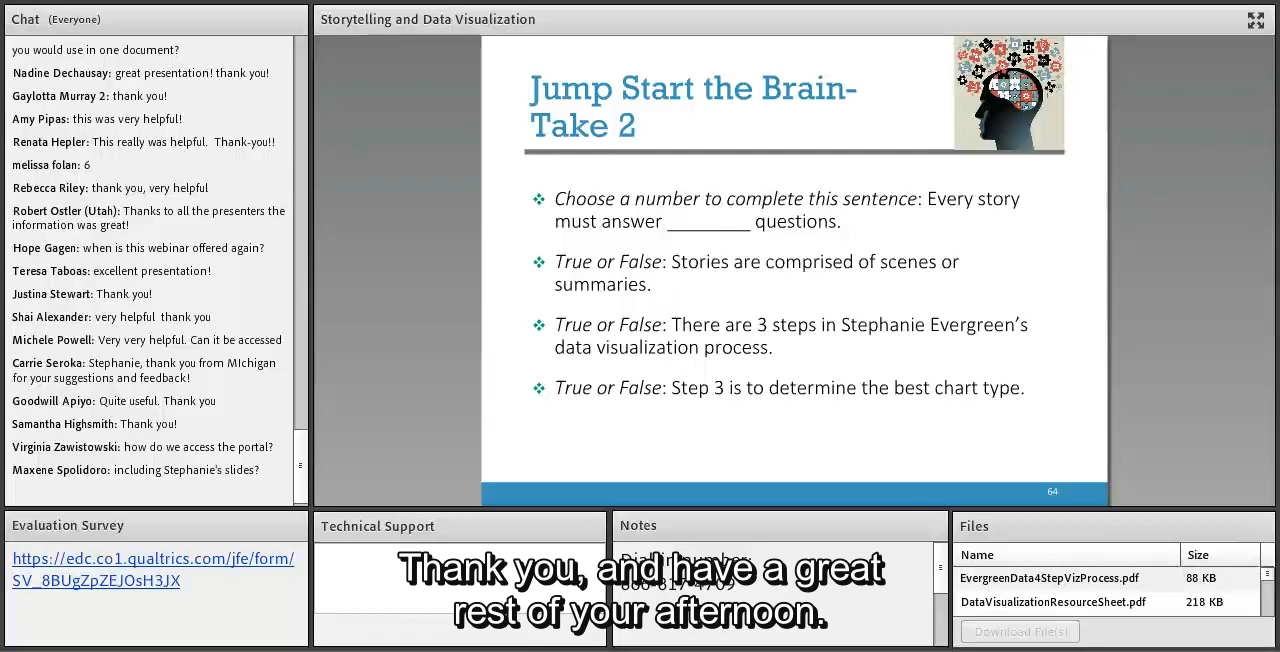 Chat (Everyone)
you would use in one document?
Nadine Dechausay: great presentation! thank you!
Gaylotta Murray 2: thank you!
Amy Pipas: this was very helpful!
Renata Hepler: This really was helpful. Thank-you!!
melissa folan: 6
Rebecca Riley: thank you, very helpful
Robert Ostler (Utah): Thanks to all the presenters the
information was great!
Hope Gagen: when is this webinar offered again?
Teresa Taboas: excellent presentation!
Justina Stewart: Thank you!
Shai Alexander: very helpful thank you
Michele Powell: Very very helpful. Can it be accessed
Carrie Seroka: Stephanie, thank you from MIchigan
for your suggestions and feedback!
Goodwill Apiyo: Quite useful. Thank you
Samantha Highsmith: Thank you!
Virginia Zawistowski: how do we access the portal?
Maxene Spolidoro: including Stephanie's slides?
Storytelling and Data Visualization
Jump Start the Brain-
Take 2
Choose a number to complete this sentence: Every story
must answer ________ questions.
True or False: Stories are comprised of scenes or
summaries.
True or False: There are 3 steps in Stephanie Evergreen’s
data visualization process.
True or False: Step 3 is to determine the best chart type.
64
Evaluation Survey
https://edc.co1.qualtrics.com/jfe/form/
SV_8BUgZpZEJOsH3JX
Technical Support
Notes
Thank you, and have a great
rest of your afternoon.
Files
Name Size
EvergreenData4StepVizProcess.pdf 88 KB
DataVisualizationResourceSheet.pdf 218 KB
Download File(s)